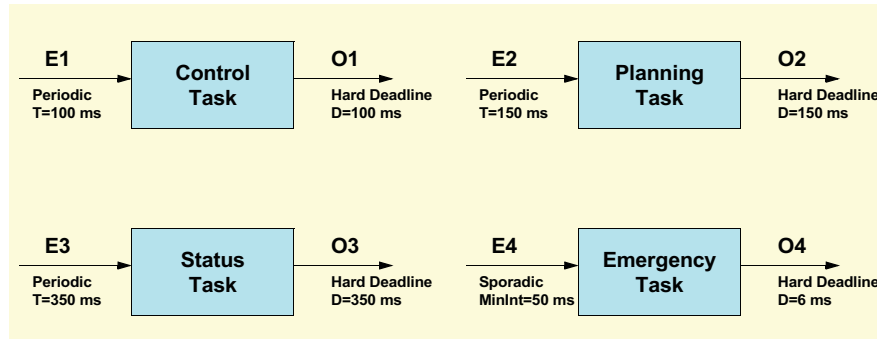 E1
Control
Task
O1
Periodic
T=100 ms
Hard Deadline
D=100 ms
E2
Planning
Task
O2
Periodic
T=150 ms
Hard Deadline
D=150 ms
E3
Status
Task
O3
Periodic
T=350 ms
Hard Deadline
D=350 ms
E4
Emergency
Task
O4
Sporadic
MinInt=50 ms
Hard Deadline
D=6 ms